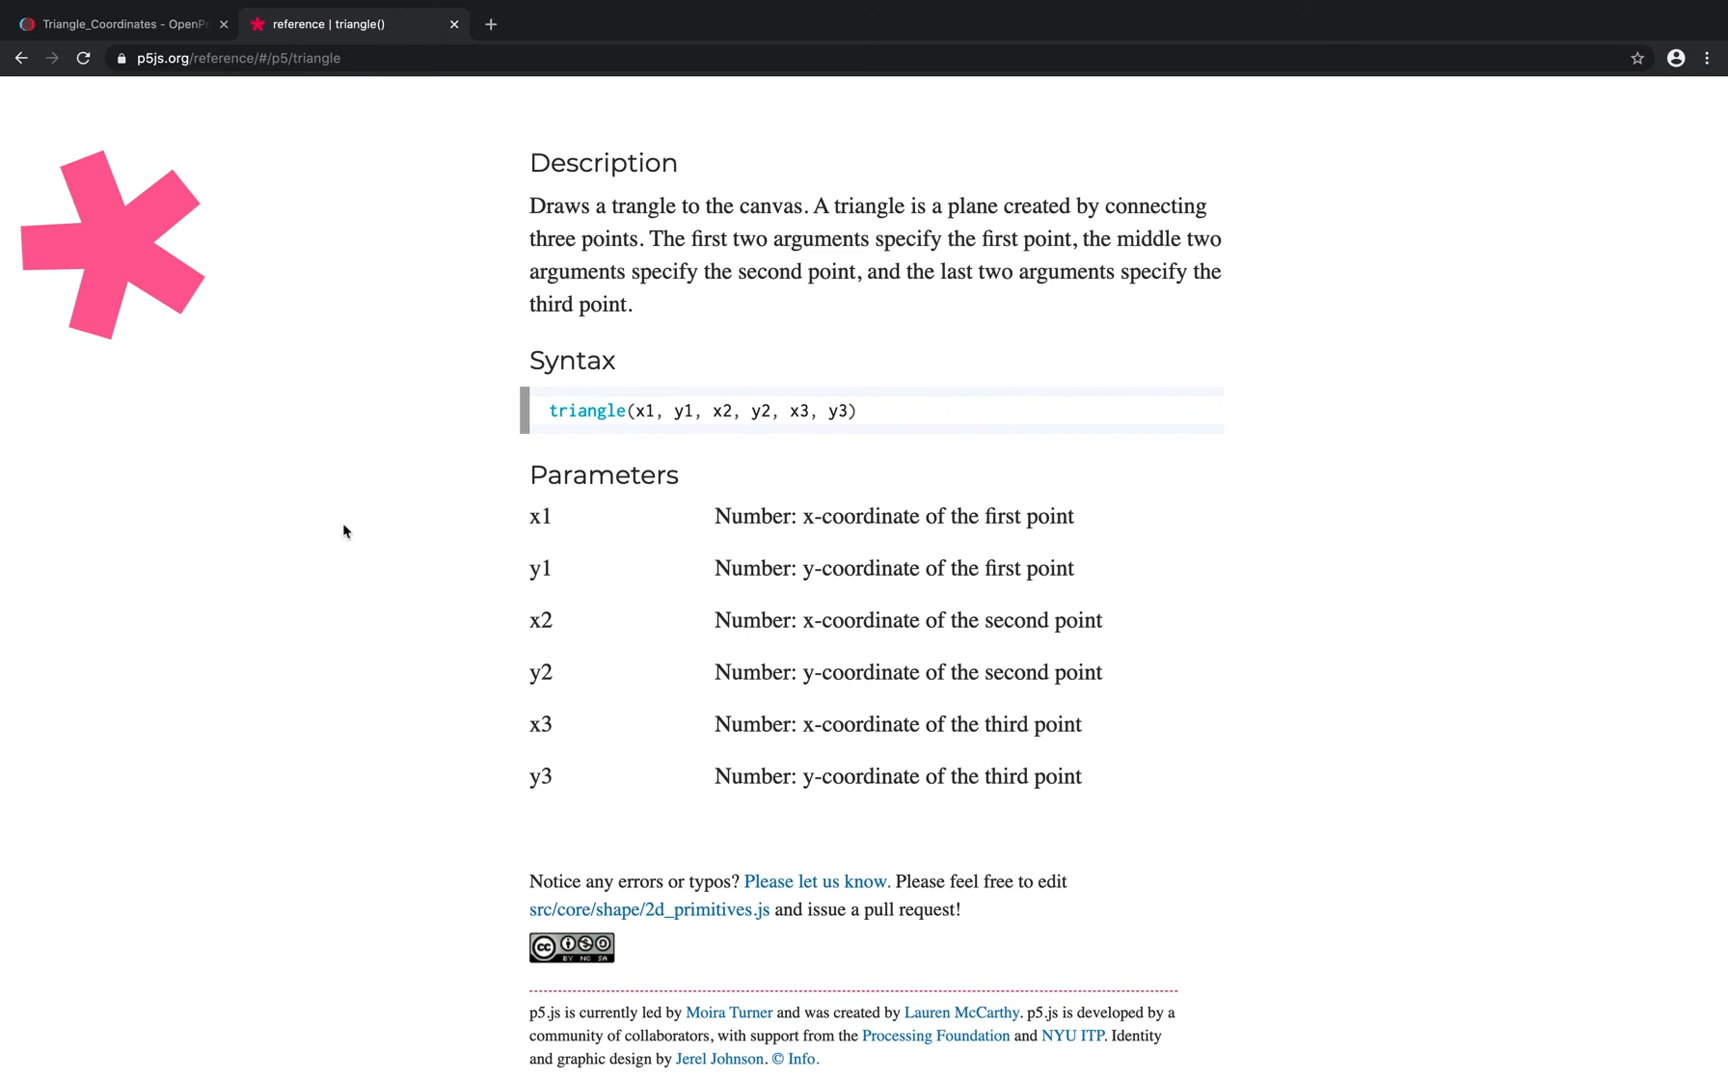 Triangle_Coordinates - OpenPr
reference | triangle()
p5js.org/reference/#/p5/triangle
Description
Draws a trangle to the canvas. A triangle is a plane created by connecting
three points. The first two arguments specify the first point, the middle two
arguments specify the second point, and the last two arguments specify the
third point.
Syntax
triangle(x1, y1, x2, y2, x3, y3)
Parameters
x1 Number: x-coordinate of the first point
y1 Number: y-coordinate of the first point
x2 Number: x-coordinate of the second point
y2 Number: y-coordinate of the second point
x3 Number: x-coordinate of the third point
y3 Number: y-coordinate of the third point
Notice any errors or typos? Please let us know. Please feel free to edit
src/core/shape/2d_primitives.js and issue a pull request!
cc
BY NC SA
p5.js is currently led by Moira Turner and was created by Lauren McCarthy. p5.js is developed by a
community of collaborators, with support from the Processing Foundation and NYU ITP. Identity
and graphic design by Jerel Johnson. © Info.